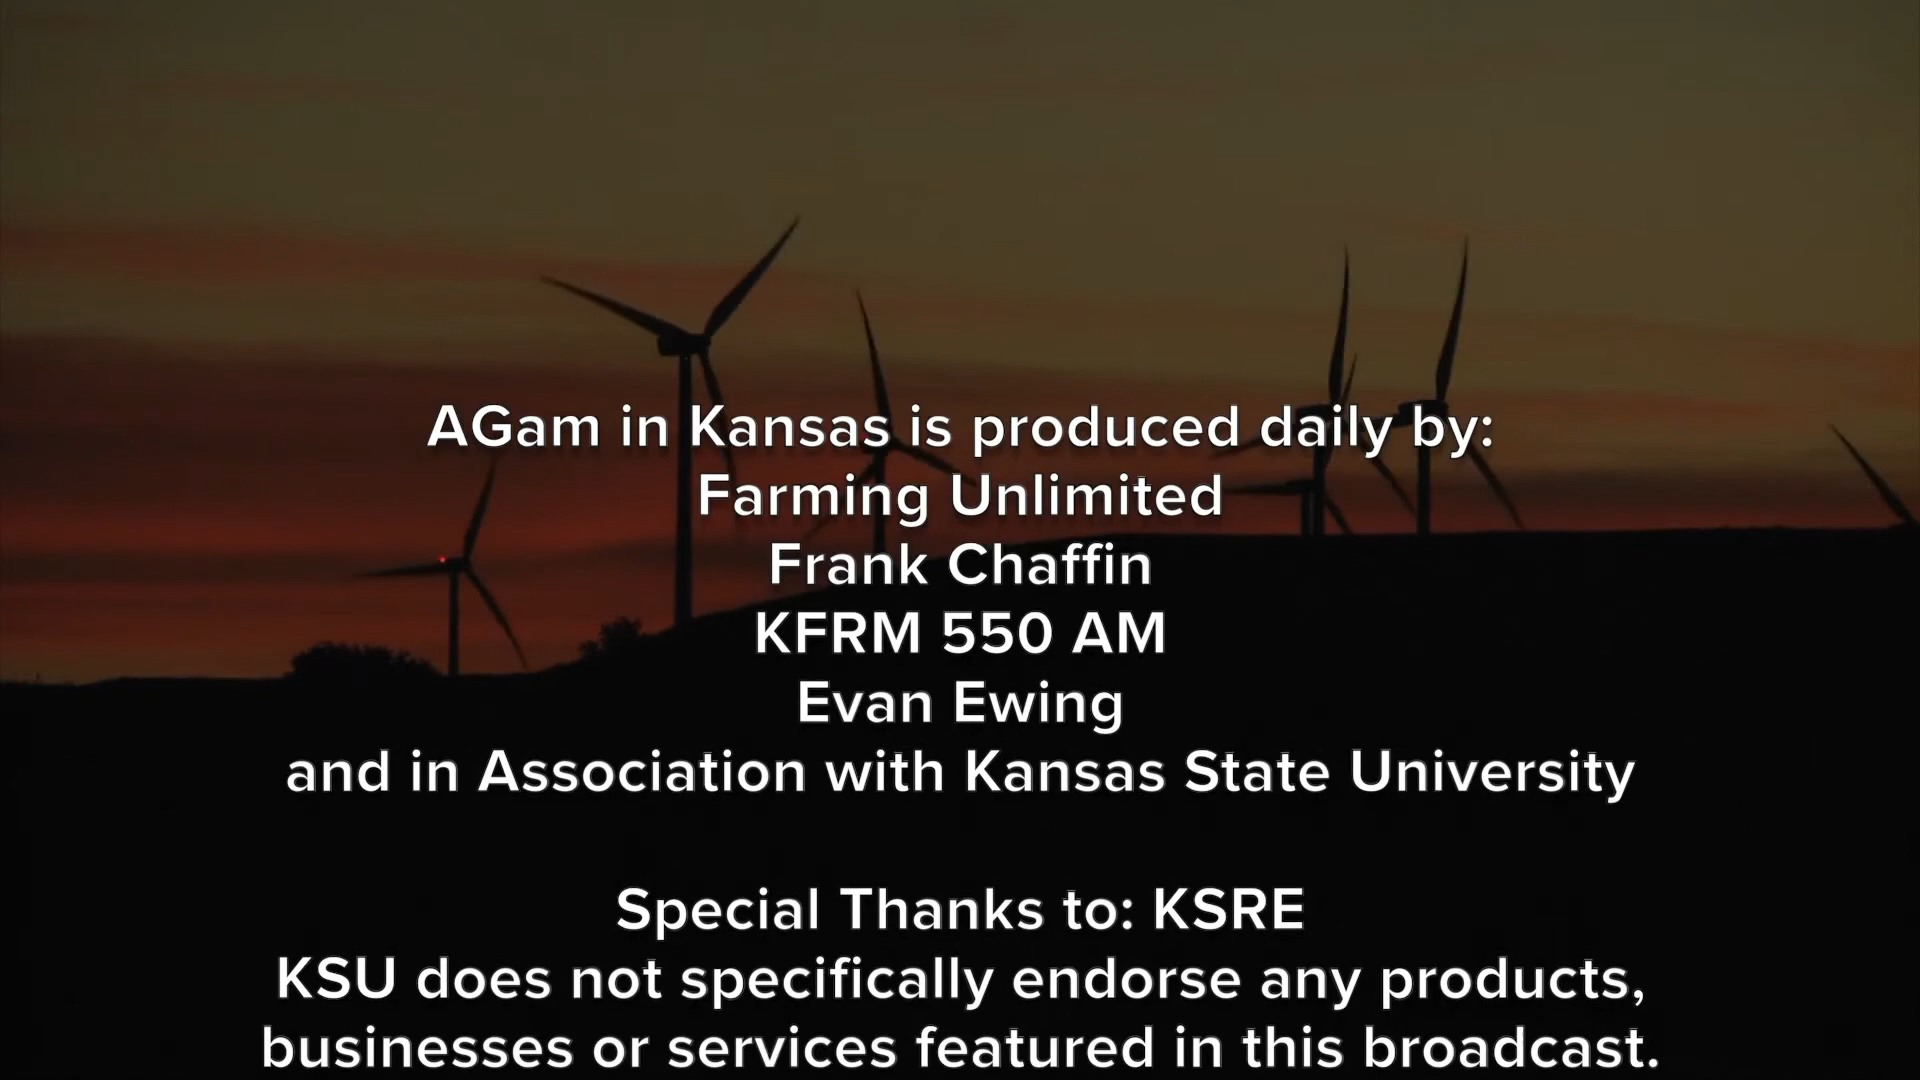 AGam in Kansas is produced daily by:
Farming Unlimited
Frank Chaffin
KFRM 550 AM
Evan Ewing
and in Association with Kansas State University
Special Thanks to: KSRE
KSU does not specifically endorse any products,
businesses or services featured in this broadcast.